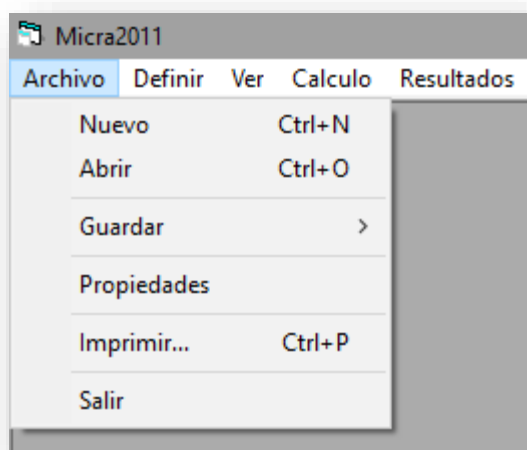 Micra2011
Archivo Definir Ver Calculo Resultados
Nuevo Ctrl+N
Abrir Ctrl+O
Guardar >
Propiedades
Imprimir... Ctrl+P
Salir